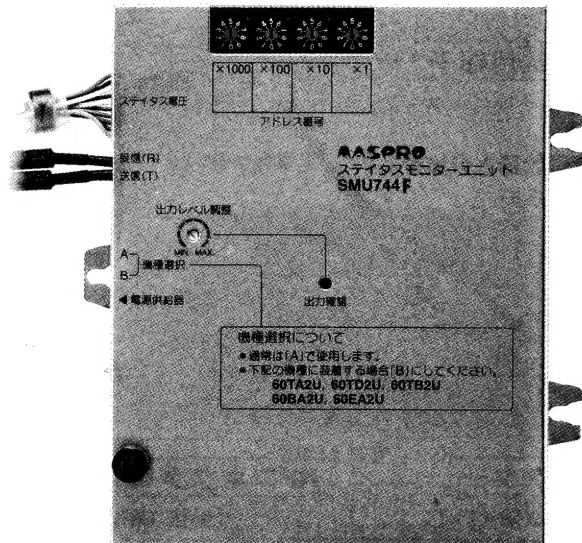 ×1000 ×100 ×10 ×1
ステイタス電圧
アドレス番号
受信(R)
送信(T)
MASPRO
ステイタスモニターユニット
SMU744F
出力レベル調整
MIN. MAX.
A
B
機種選択
出力確認
◀電源供給器
機種選択について
●通常は「A」で使用します。
●下記の機種に装着する場合「B」にしてください。
60TA2U, 60TD2U, 60TB2U
60BA2U, 60EA2U